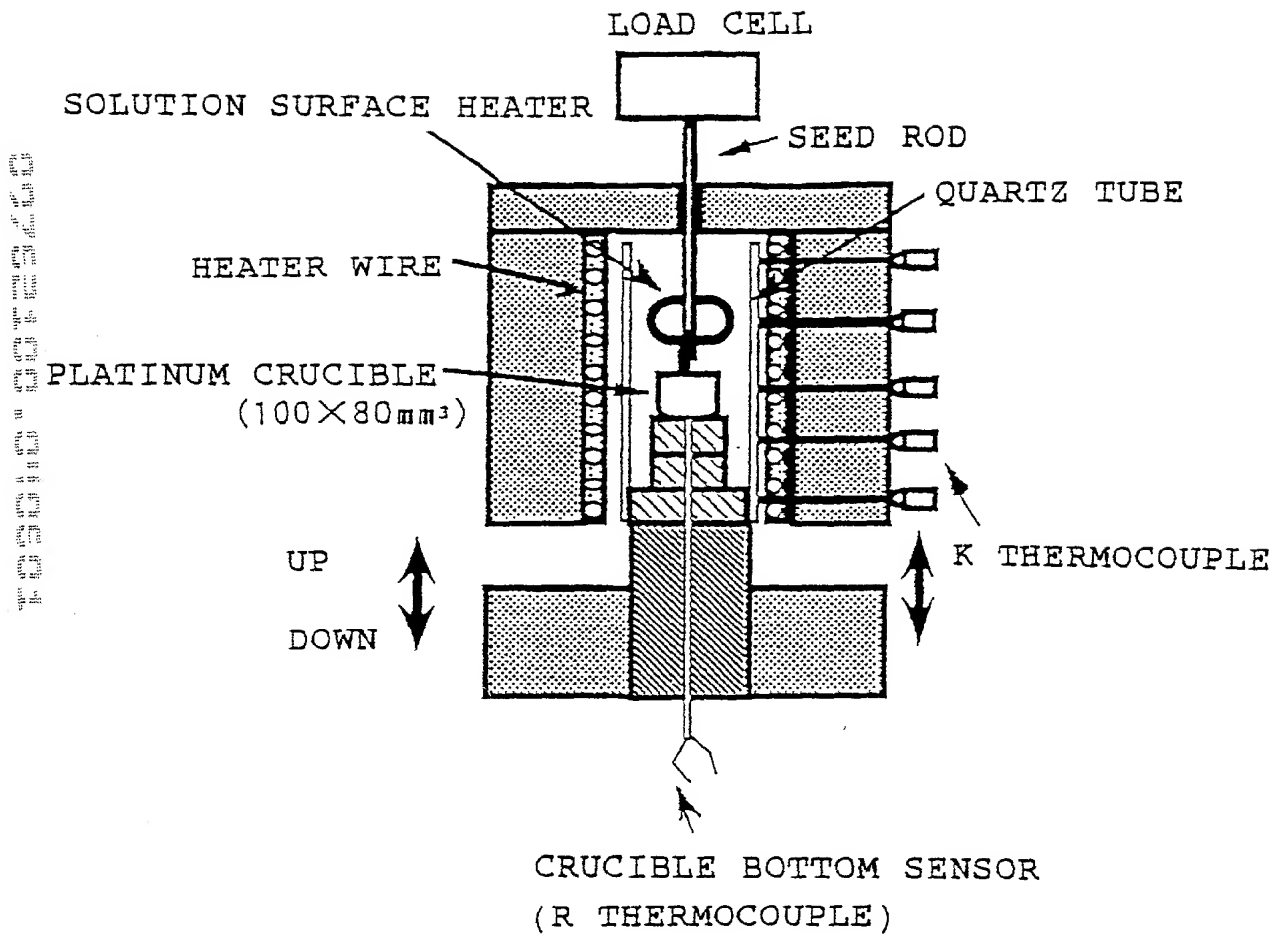 LOAD CELL
SOLUTION SURFACE HEATER
SEED ROD
QUARTZ TUBE
HEATER WIRE
PLATINUM CRUCIBLE
(100×80mm³)
UP
DOWN
K THERMOCOUPLE
CRUCIBLE BOTTOM SENSOR
(R THERMOCOUPLE)